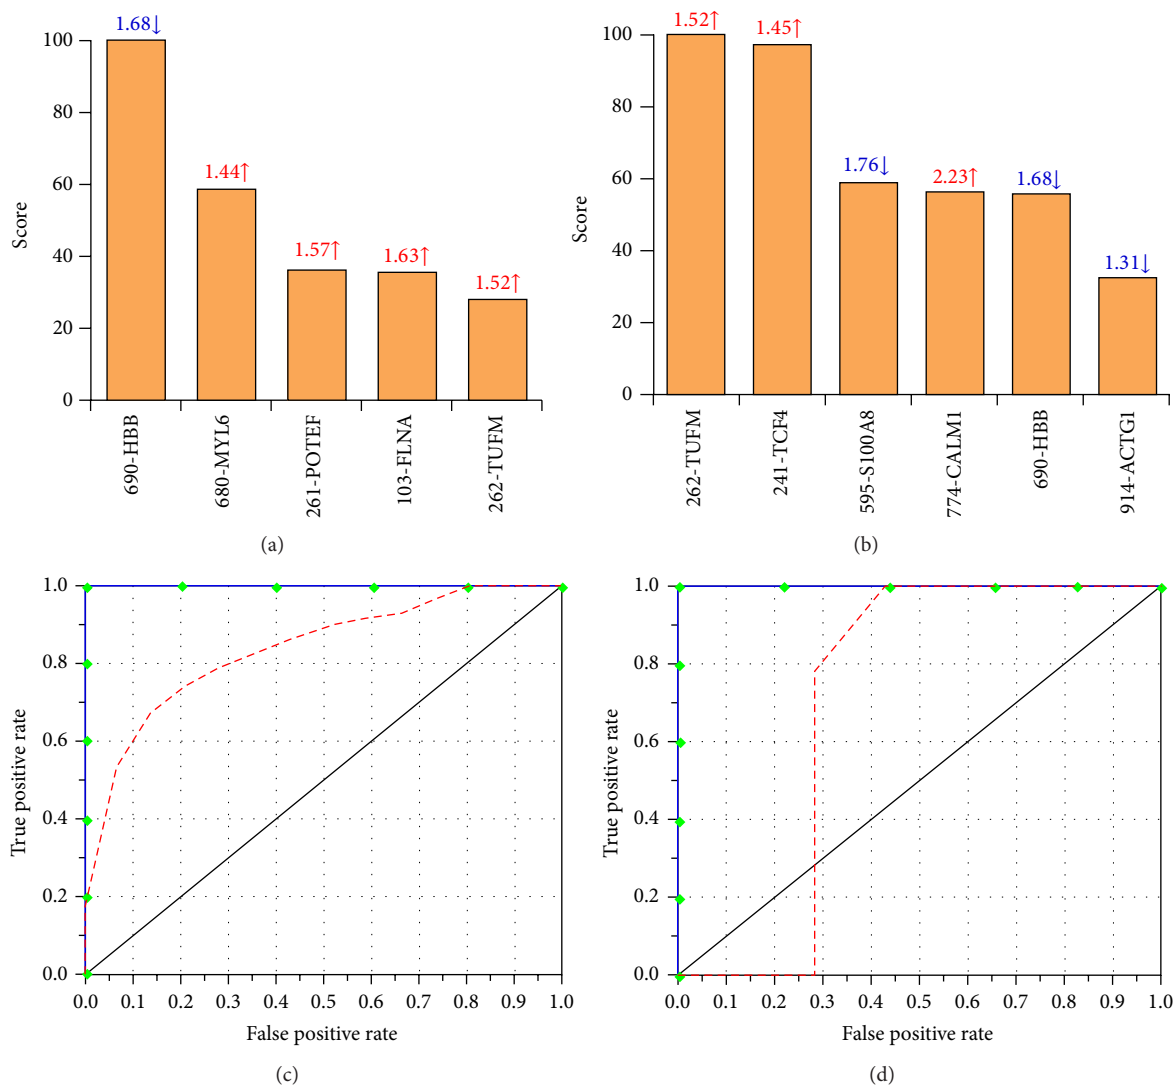 1.68↓
100
80
60
40
20
0
Score
1.44↑
1.57↑
1.63↑
1.52↑
690-HBB
680-MYL6
261-POTEF
103-FLNA
262-TUFM
(a)
1.52↑
1.45↑
100
80
60
40
20
0
Score
1.76↓
2.23↑
1.68↓
1.31↓
262-TUFM
241-TCF4
595-S100A8
774-CALM1
690-HBB
914-ACTG1
(b)
1.0
0.8
0.6
0.4
0.2
0.0
True positive rate
0.0 0.1 0.2 0.3 0.4 0.5 0.6 0.7 0.8 0.9 1.0
False positive rate
(c)
1.0
0.8
0.6
0.4
0.2
0.0
True positive rate
0.0 0.1 0.2 0.3 0.4 0.5 0.6 0.7 0.8 0.9 1.0
False positive rate
(d)